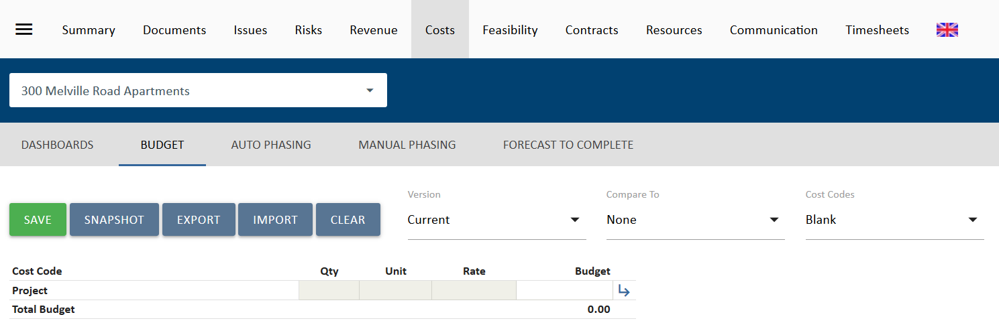 Summary Documents Issues Risks Revenue Costs Feasibility Contracts Resources Communication Timesheets
300 Melville Road Apartments
DASHBOARDS BUDGET AUTO PHASING MANUAL PHASING FORECAST TO COMPLETE
Version Compare To Cost Codes
SAVE SNAPSHOT EXPORT IMPORT CLEAR Current None Blank
Cost Code Qty Unit Rate Budget
Project
Total Budget 0.00